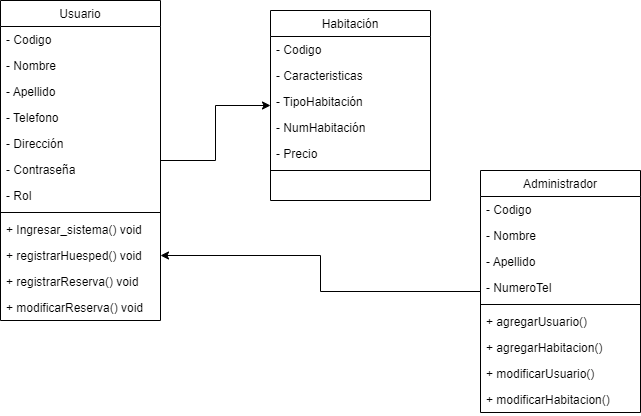 Usuario
- Codigo
- Nombre
- Apellido
- Telefono
- Dirección
- Contraseña
- Rol
+ Ingresar_sistema() void
+ registrarHuesped() void
+ registrarReserva() void
+ modificarReserva() void
Habitación
- Codigo
- Caracteristicas
- TipoHabitación
- NumHabitación
- Precio
Administrador
- Codigo
- Nombre
- Apellido
- NumeroTel
+ agregarUsuario()
+ agregarHabitacion()
+ modificarUsuario()
+ modificarHabitacion()